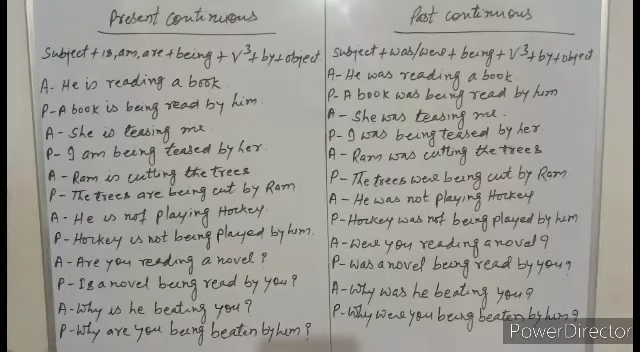 Present continuous
Subject + is, am, are + being + V3 + by + object
A- He is reading a book.
P- A book is being read by him.
A- She is teasing me.
P- I am being teased by her.
A- Ram is cutting the trees
P- The trees are being cut by Ram
A- He is not playing Hockey.
P- Hockey is not being played by him.
A- Are you reading a novel?
P- Is a novel being read by you?
A- Why is he beating you?
P- Why are you being beaten by him?
Past continuous
Subject + was/were + being + V3 + by + object
A- He was reading a book
P- A book was being read by him
A- She was teasing me.
P- I was being teased by her
A- Ram was cutting the trees
P. The trees were being cut by Ram
A- He was not playing Hockey
P- Hockey was not being played by him
A- Were you reading a novel?
P- Was a novel being read by you?
A- Why was he beating you?
P- Why were you being beaten by him?
PowerDirector